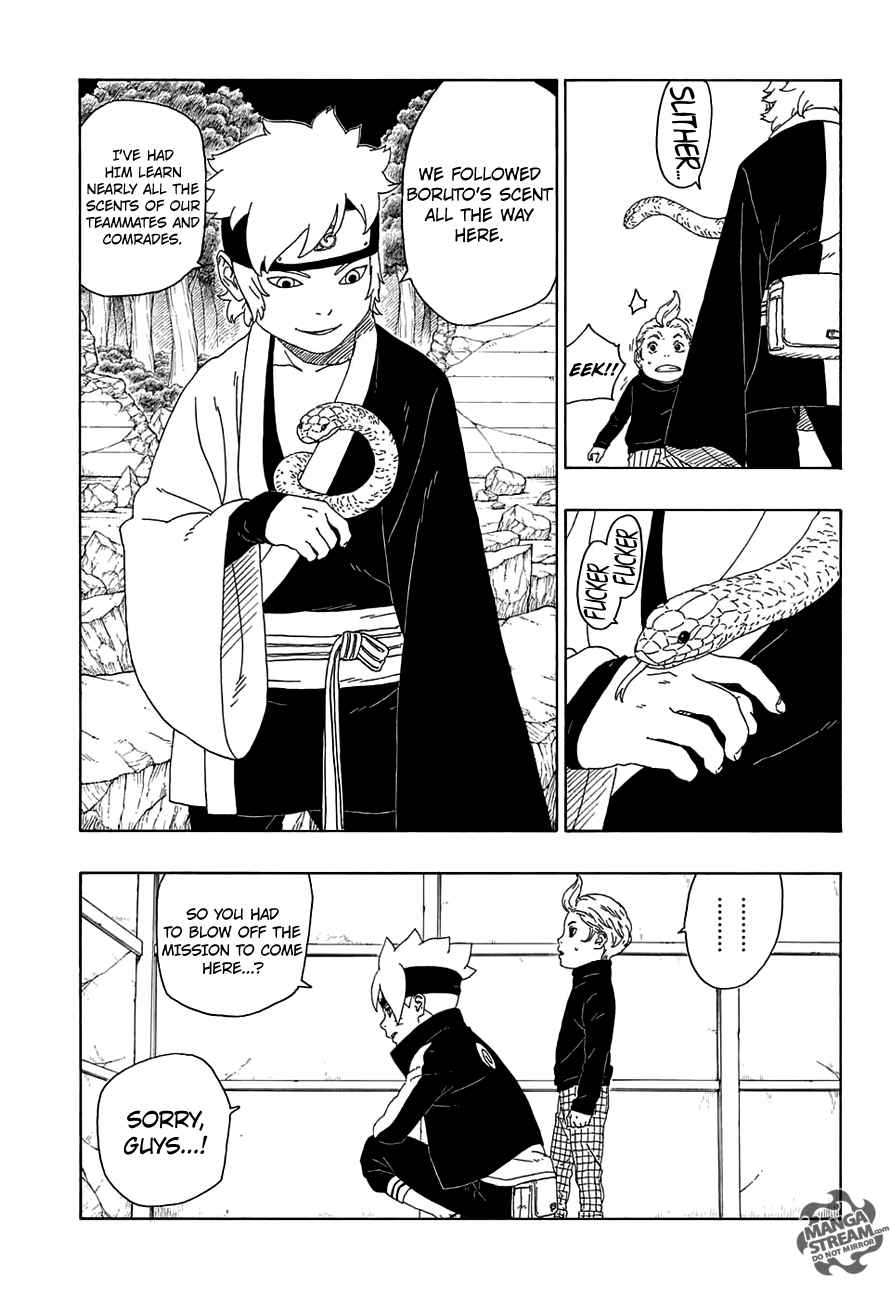 SLITHER...
EEK!!
FLICKER
FLICKER
WE FOLLOWED
BORUTO'S SCENT
ALL THE WAY
HERE.
I'VE HAD
HIM LEARN
NEARLY ALL THE
SCENTS OF OUR
TEAMMATES AND
COMRADES.
......
......
SO YOU HAD
TO BLOW OFF THE
MISSION TO COME
HERE...?
SORRY,
GUYS...!
MANGA
STREAM.com
DO NOT MIRROR